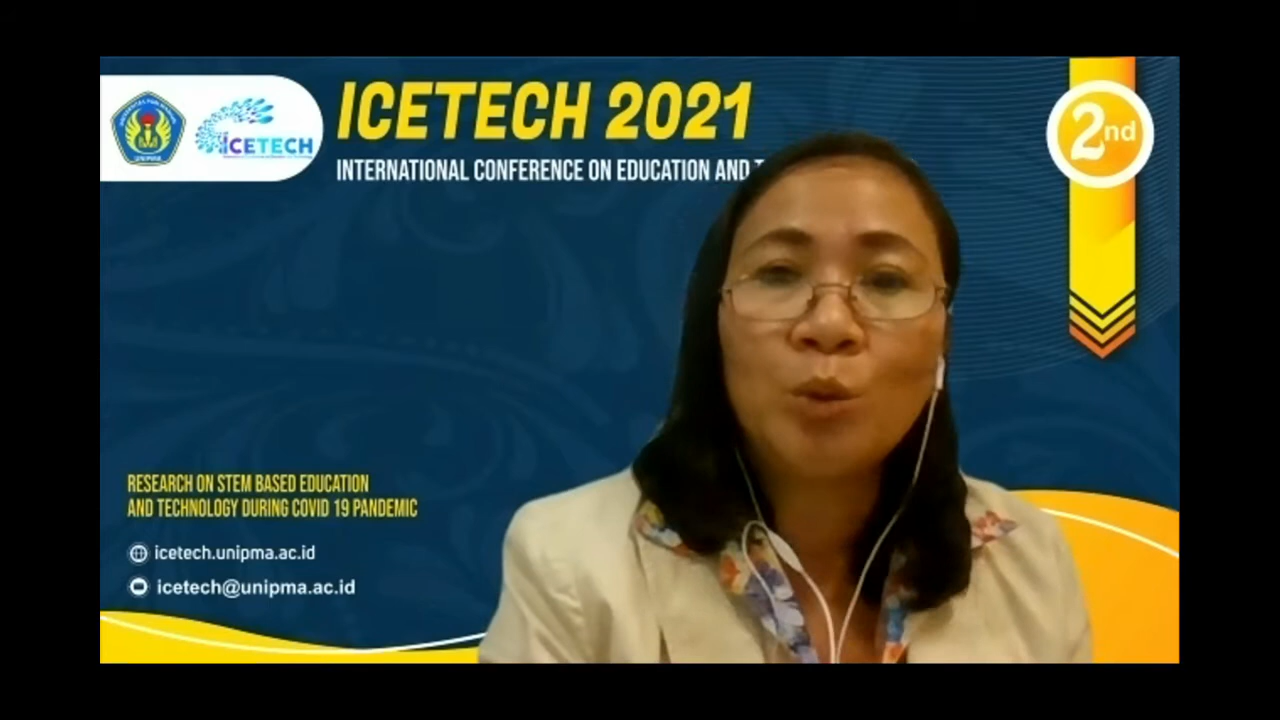 ICETECH 2021
INTERNATIONAL CONFERENCE ON EDUCATION AND T
UNIPMA
ICETECH
2nd
RESEARCH ON STEM BASED EDUCATION
AND TECHNOLOGY DURING COVID 19 PANDEMIC
icetech.unipma.ac.id
icetech@unipma.ac.id